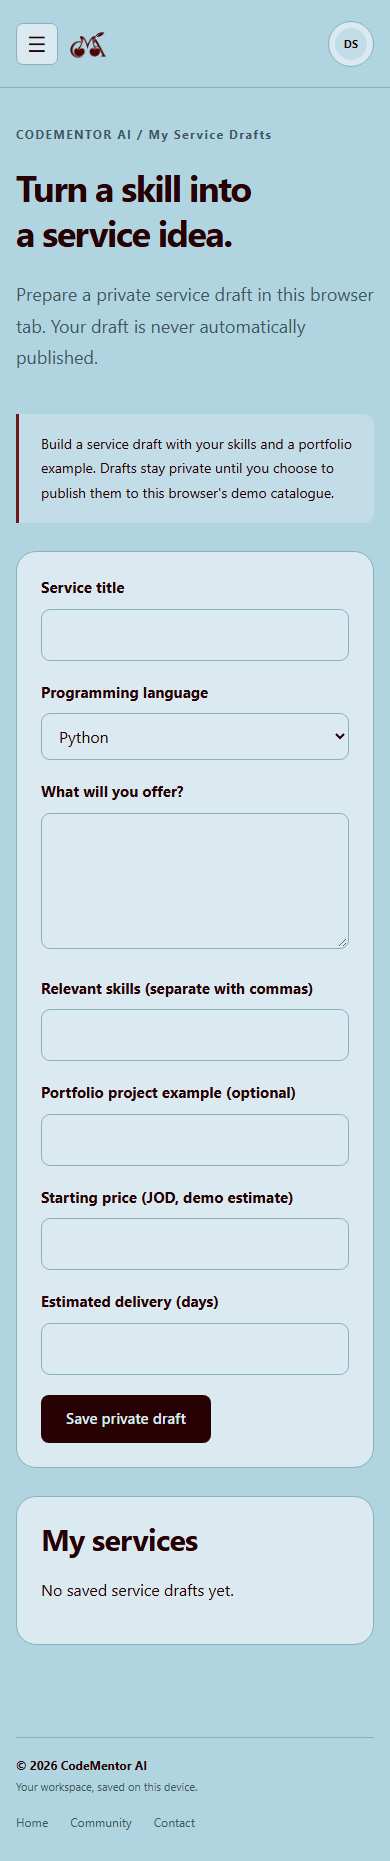 ☰
DS
CODEMENTOR AI / My Service Drafts
Turn a skill into
a service idea.
Prepare a private service draft in this browser
tab. Your draft is never automatically
published.
Build a service draft with your skills and a portfolio
example. Drafts stay private until you choose to
publish them to this browser's demo catalogue.
Service title
Programming language
Python
What will you offer?
Relevant skills (separate with commas)
Portfolio project example (optional)
Starting price (JOD, demo estimate)
Estimated delivery (days)
Save private draft
My services
No saved service drafts yet.
© 2026 CodeMentor AI
Your workspace, saved on this device.
Home Community Contact